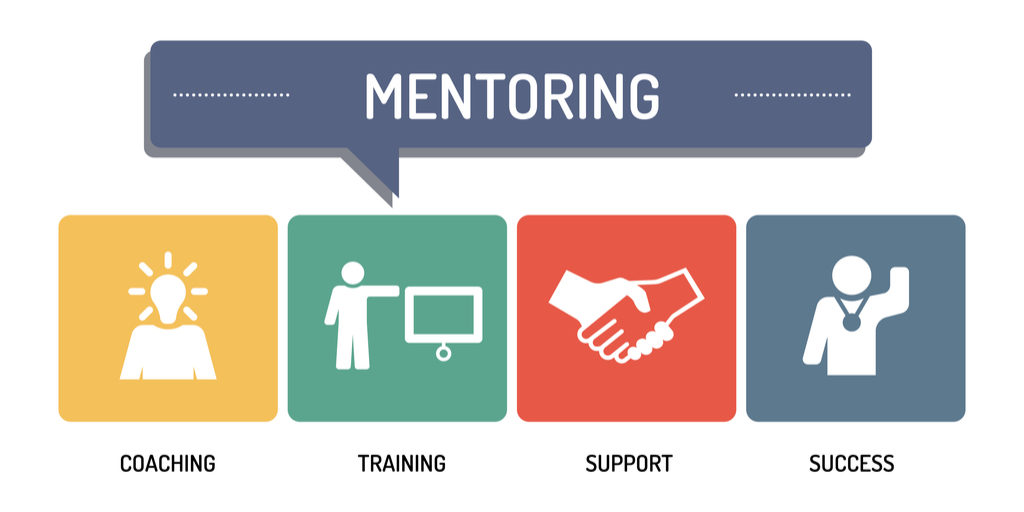 MENTORING
COACHING
TRAINING
SUPPORT
SUCCESS